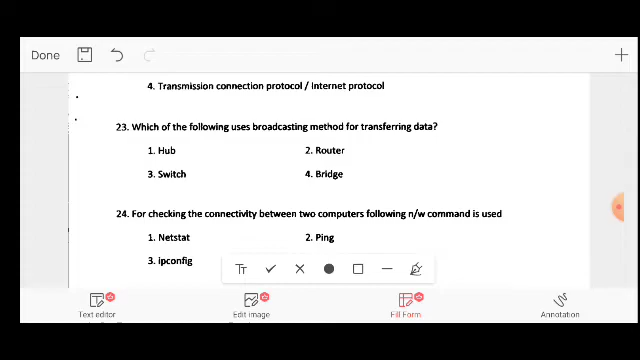 Done
4. Transmission connection protocol / Internet protocol
23. Which of the following uses broadcasting method for transferring data?
1. Hub 2. Router
3. Switch 4. Bridge
24. For checking the connectivity between two computers following n/w command is used
1. Netstat 2. Ping
3. ipconfig
Tт
Text editor Edit image Fill Form Annotation